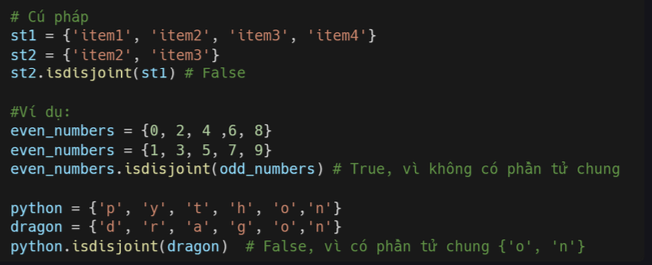 # Cú pháp
st1 = {'item1', 'item2', 'item3', 'item4'}
st2 = {'item2', 'item3'}
st2.isdisjoint(st1) # False
#Ví dụ:
even_numbers = {0, 2, 4 ,6, 8}
even_numbers = {1, 3, 5, 7, 9}
even_numbers.isdisjoint(odd_numbers) # True, vì không có phần tử chung
python = {'p', 'y', 't', 'h', 'o','n'}
dragon = {'d', 'r', 'a', 'g', 'o','n'}
python.isdisjoint(dragon)  # False, vì có phần tử chung {'o', 'n'}